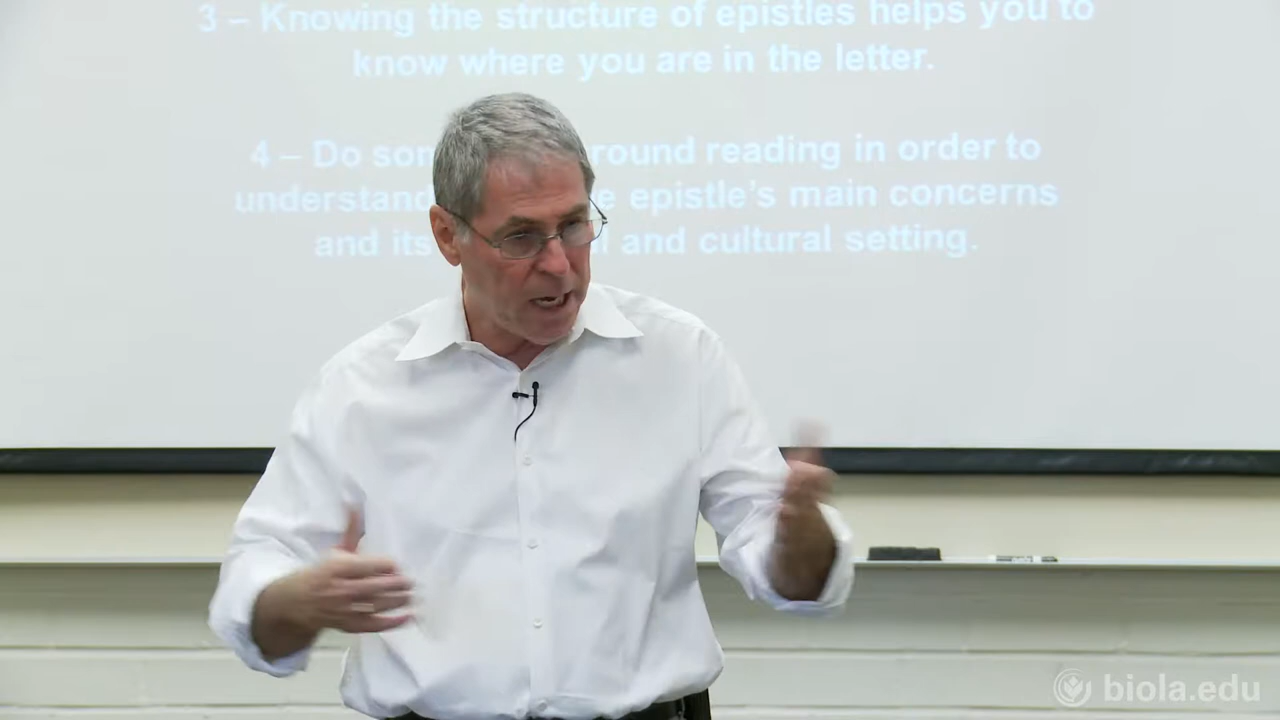 3 – Knowing the structure of epistles helps you to
know where you are in the letter.
4 – Do som round reading in order to
understand e epistle's main concerns
and its l and cultural setting.
biola.edu